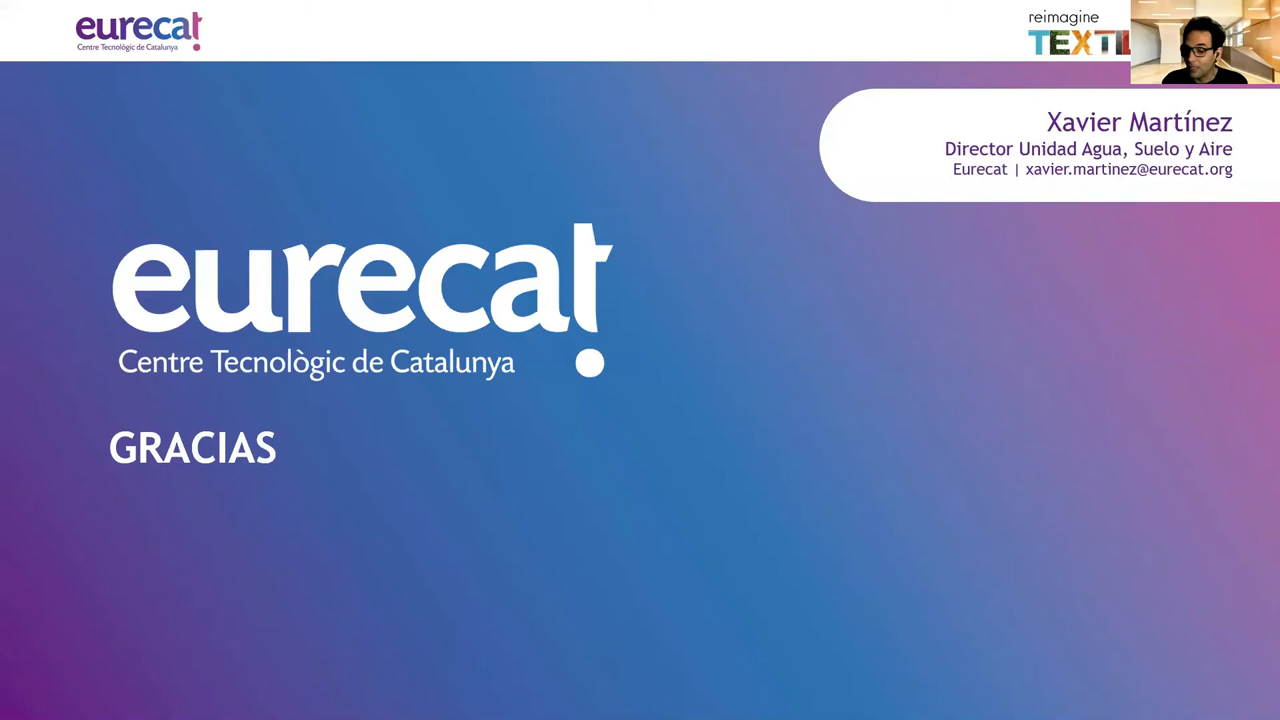 eurecat
Centre Tecnològic de Catalunya
reimagine
TEXTIL
Xavier Martínez
Director Unidad Agua, Suelo y Aire
Eurecat | xavier.martinez@eurecat.org
eurecat
Centre Tecnològic de Catalunya
GRACIAS